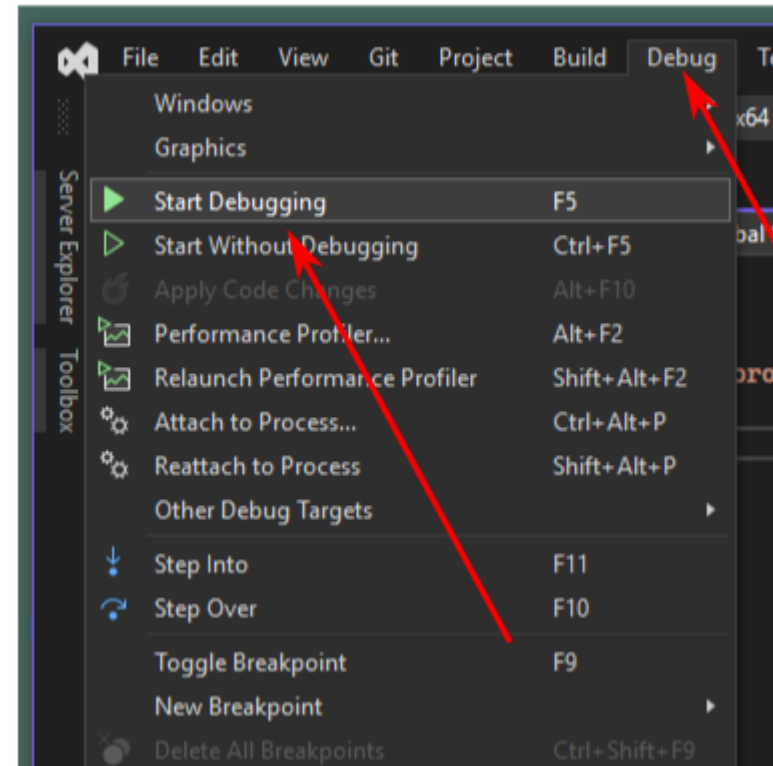 File Edit View Git Project Build Debug
Windows
x64
Graphics
Start Debugging F5
Start Without Debugging Ctrl+F5
Apply Code Changes Alt+F10
Performance Profiler... Alt+F2
Relaunch Performance Profiler Shift+Alt+F2
Attach to Process... Ctrl+Alt+P
Reattach to Process Shift+Alt+P
Other Debug Targets
Step Into F11
Step Over F10
Toggle Breakpoint F9
New Breakpoint
Delete All Breakpoints Ctrl+Shift+F9
Server Explorer
Toolbox